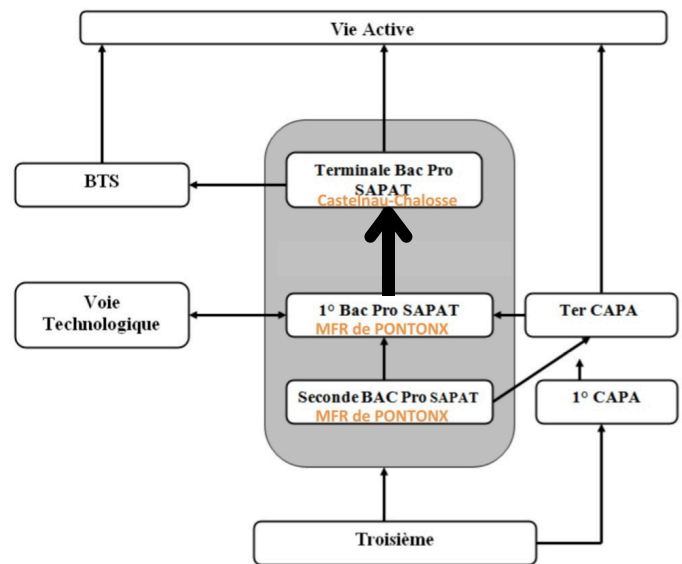 Vie Active
Terminale Bac Pro
SAPAT
Castelnau-Chalosse
BTS
Voie
Technologique
1° Bac Pro SAPAT
MFR de PONTONX
Ter CAPA
Seconde BAC Pro SAPAT
MFR de PONTONX
1° CAPA
Troisième